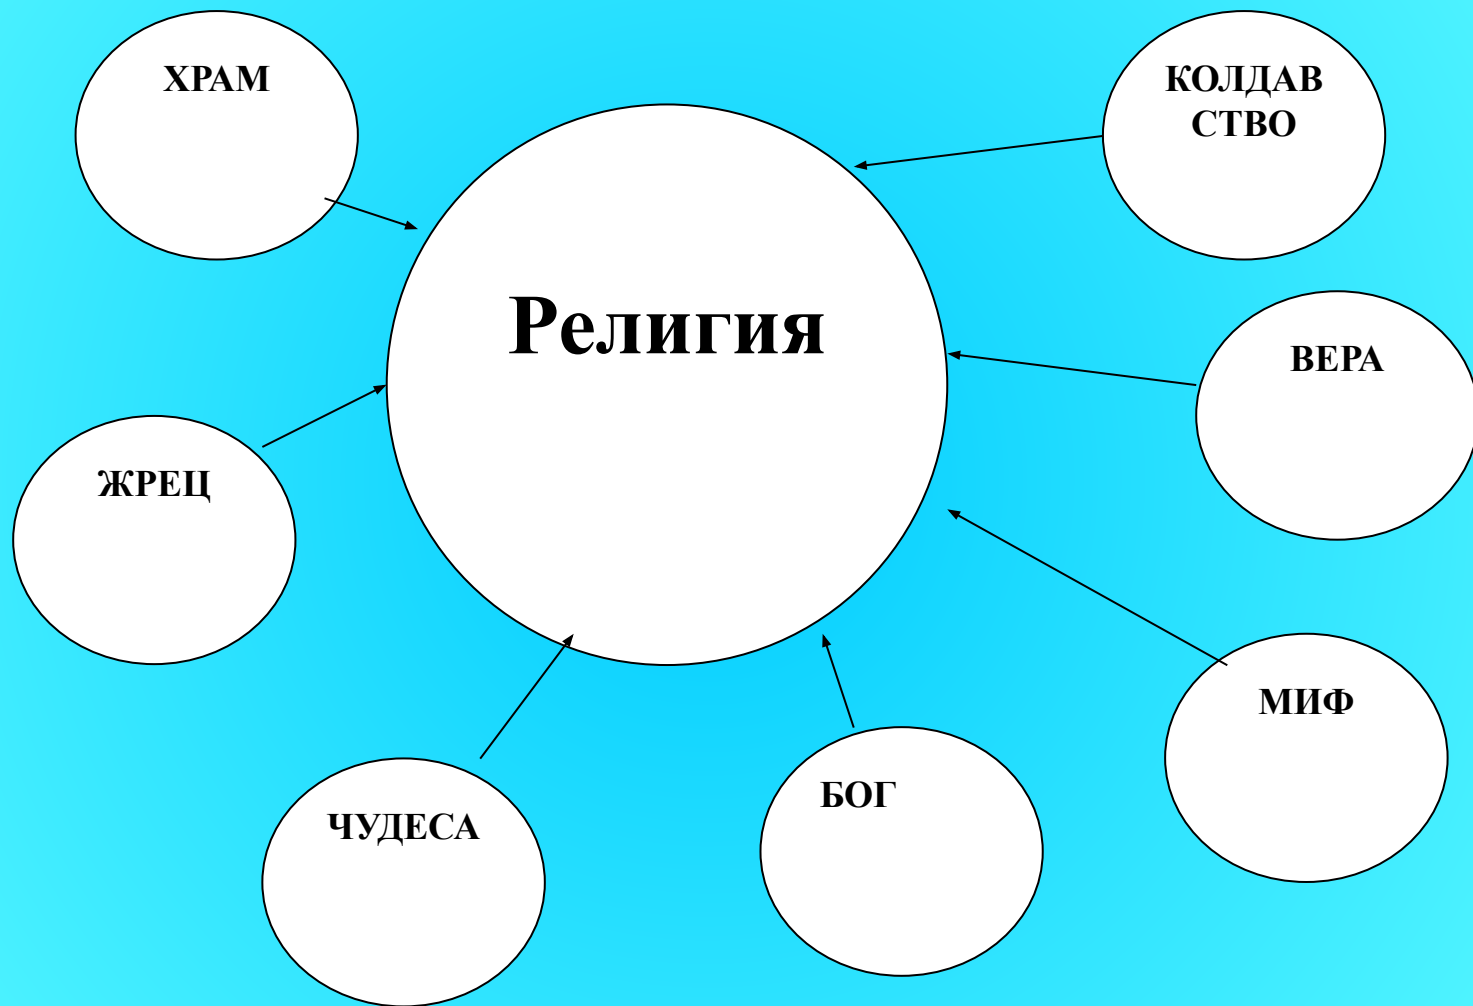 ХРАМ
КОЛДАВ
СТВО
Религия
ВЕРА
ЖРЕЦ
МИФ
БОГ
ЧУДЕСА